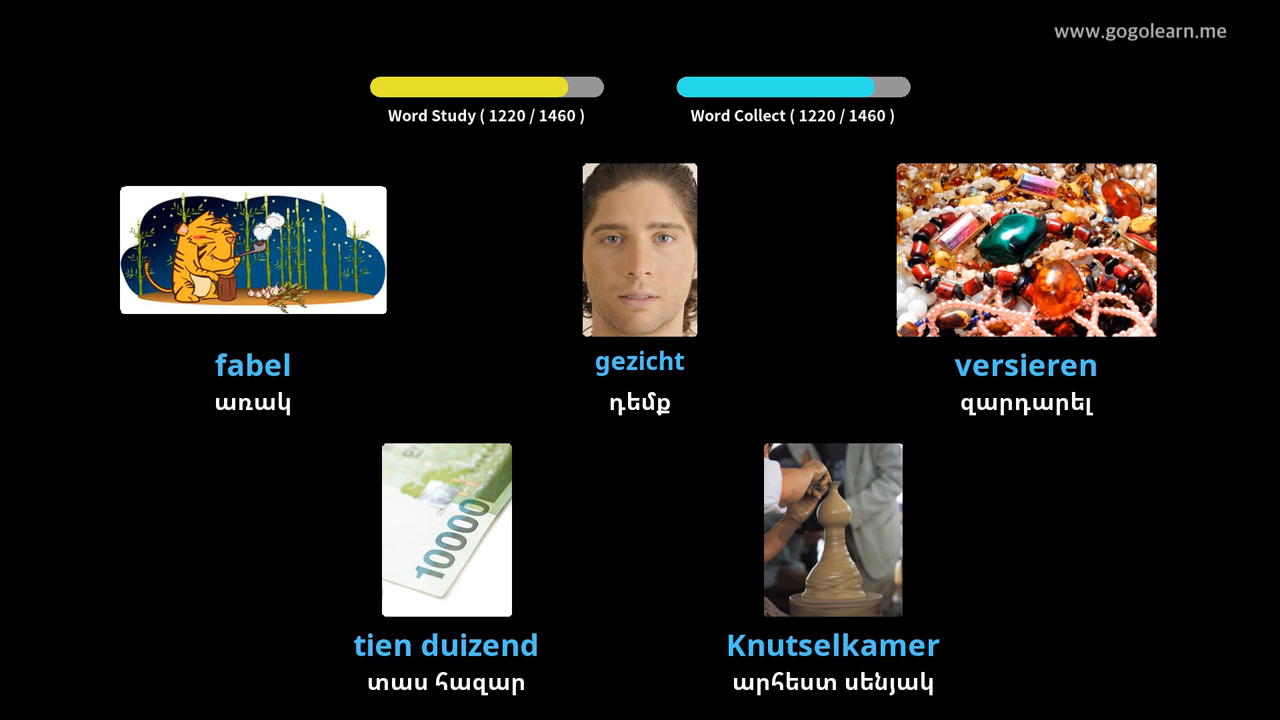 www.gogolearn.me
Word Study ( 1220 / 1460 )
Word Collect ( 1220 / 1460 )
fabel
առակ
gezicht
դեմք
versieren
զարդարել
10000
tien duizend
տաս հազար
Knutselkamer
արհեստ սենյակ